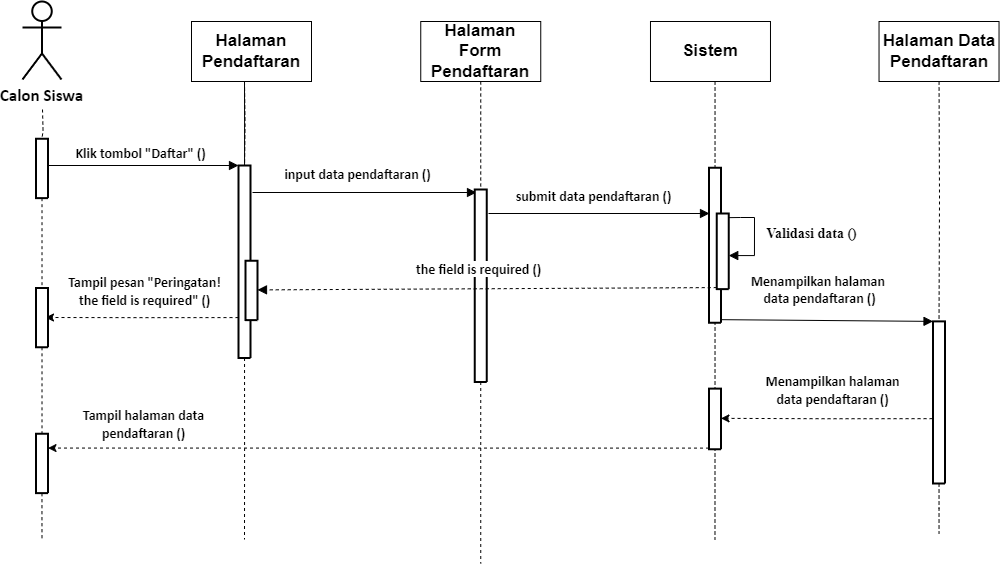 Calon Siswa
Halaman
Pendaftaran
Halaman
Form
Pendaftaran
Sistem
Halaman Data
Pendaftaran
Klik tombol "Daftar" ()
input data pendaftaran ()
submit data pendaftaran ()
Validasi data ()
the field is required ()
Tampil pesan "Peringatan!
the field is required" ()
Menampilkan halaman
data pendaftaran ()
Menampilkan halaman
data pendaftaran ()
Tampil halaman data
pendaftaran ()